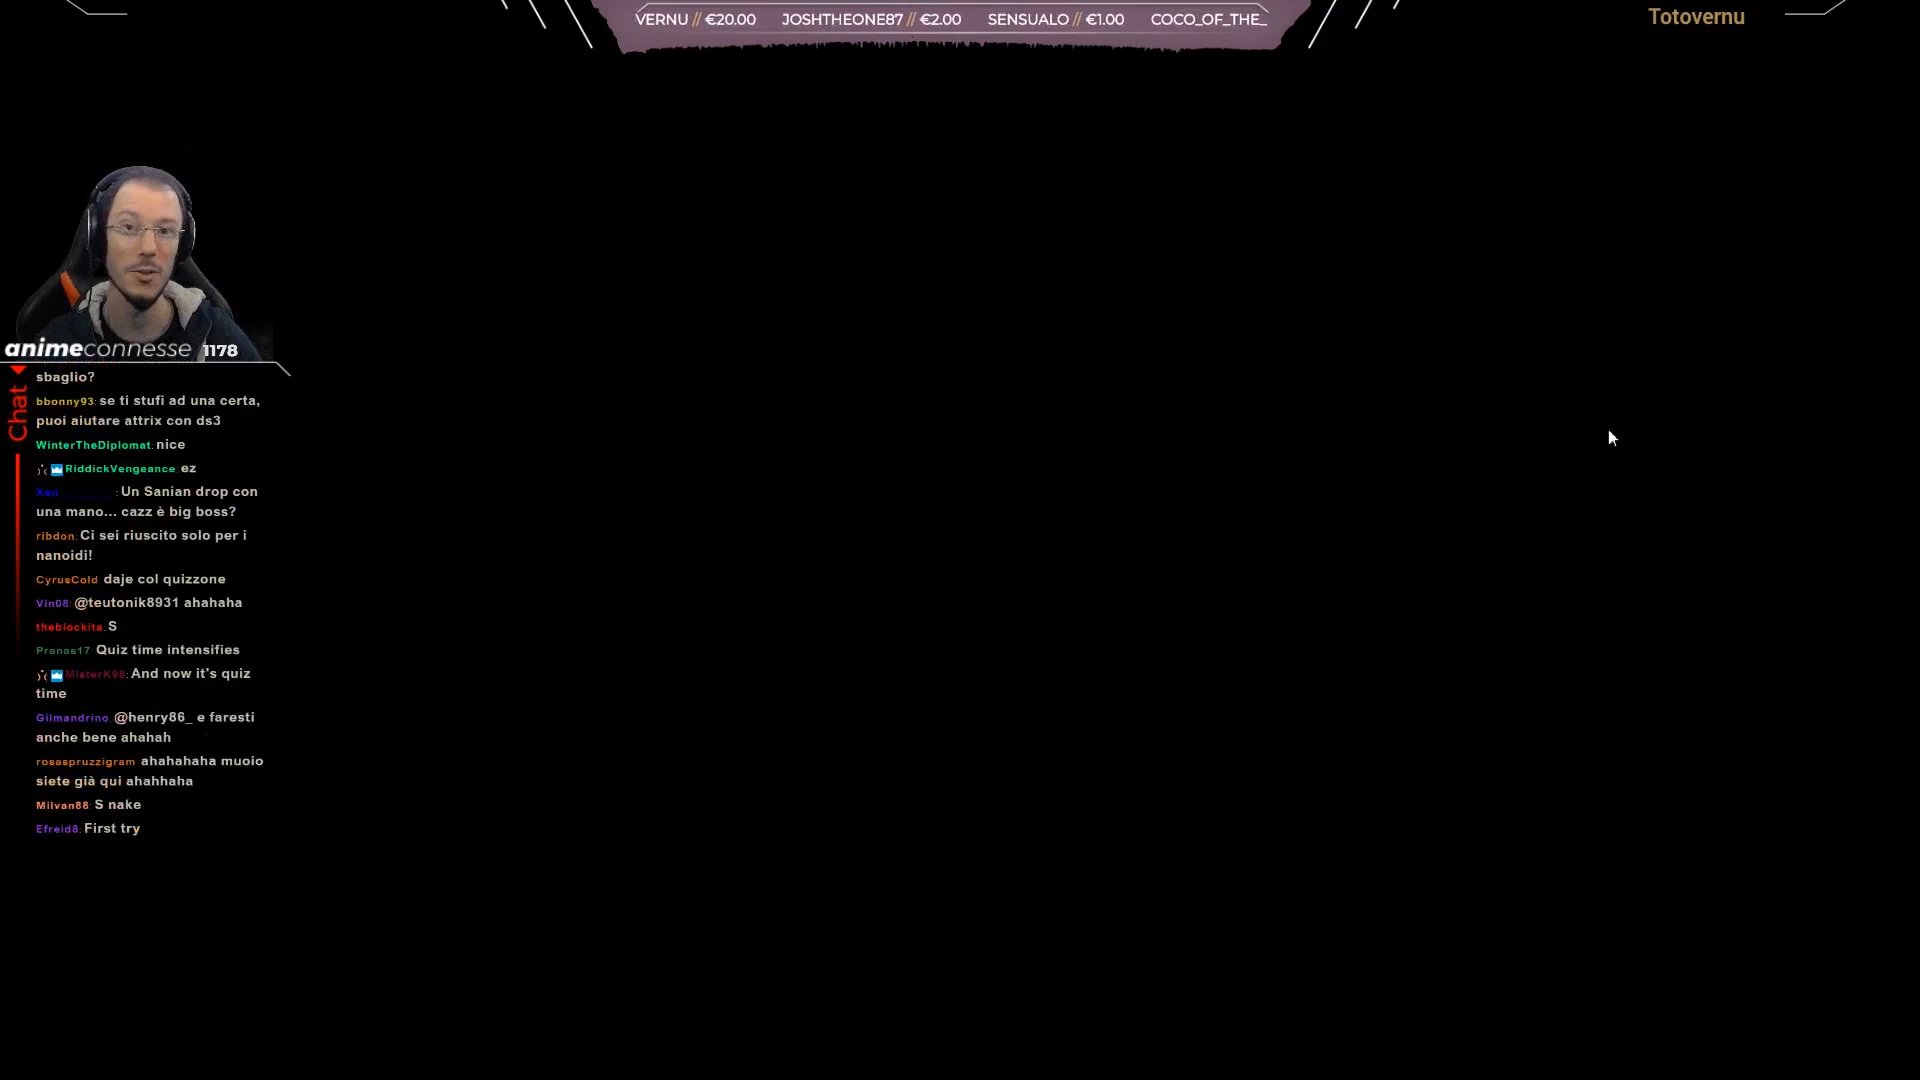 VERNU // €20.00 JOSHTHEONE87 // €2.00 SENSUALO // €1.00 COCO_OF_THE_
Totovernu
animeconnesse 1178
Chat
sbaglio?
bbonny93: se ti stufi ad una certa,
puoi aiutare attrix con ds3
WinterTheDiplomat: nice
RiddickVengeance: ez
Xen________: Un Sanian drop con
una mano... cazz è big boss?
ribdon: Ci sei riuscito solo per i
nanoidi!
CyrusCold: daje col quizzone
Vin08: @teutonik8931 ahahaha
theblockita: S
Pranas17: Quiz time intensifies
MisterK98: And now it's quiz
time
Gilmandrino: @henry86_ e faresti
anche bene ahahah
rosaspruzzigram: ahahahaha muoio
siete già qui ahahhaha
Milvan88: S nake
Efreid8: First try